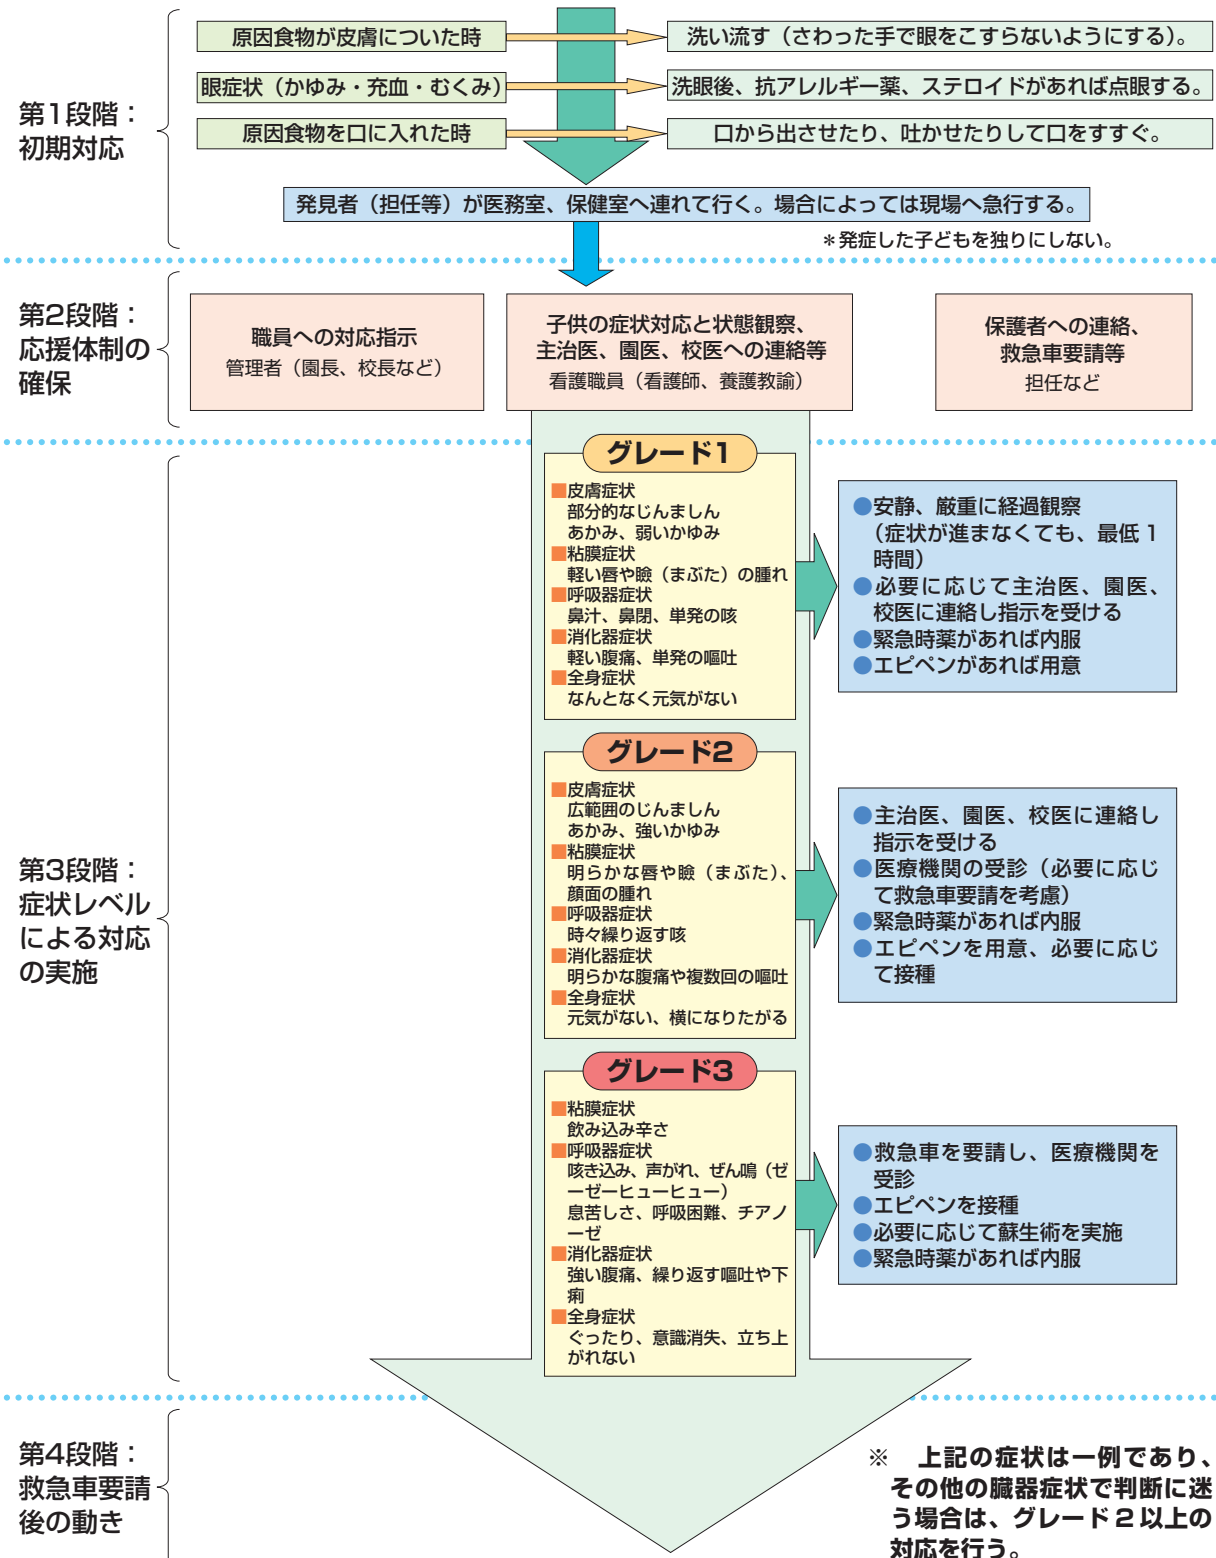 第1段階：
初期対応
原因食物が皮膚についた時
洗い流す（さわった手で眼をこすらないようにする）。
眼症状（かゆみ・充血・むくみ）
洗眼後、抗アレルギー薬、ステロイドがあれば点眼する。
原因食物を口に入れた時
口から出させたり、吐かせたりして口をすすぐ。
発見者（担任等）が医務室、保健室へ連れて行く。場合によっては現場へ急行する。
＊発症した子どもを独りにしない。
第2段階：
応援体制の
確保
職員への対応指示
管理者（園長、校長など）
子供の症状対応と状態観察、
主治医、園医、校医への連絡等
看護職員（看護師、養護教諭）
保護者への連絡、
救急車要請等
担任など
第3段階：
症状レベル
による対応
の実施
グレード1
■皮膚症状
部分的なじんましん
あかみ、弱いかゆみ
■粘膜症状
軽い唇や瞼（まぶた）の腫れ
■呼吸器症状
鼻汁、鼻閉、単発の咳
■消化器症状
軽い腹痛、単発の嘔吐
■全身症状
なんとなく元気がない
●安静、厳重に経過観察
（症状が進まなくても、最低1
時間）
●必要に応じて主治医、園医、
校医に連絡し指示を受ける
●緊急時薬があれば内服
●エピペンがあれば用意
グレード2
■皮膚症状
広範囲のじんましん
あかみ、強いかゆみ
■粘膜症状
明らかな唇や瞼（まぶた）、
顔面の腫れ
■呼吸器症状
時々繰り返す咳
■消化器症状
明らかな腹痛や複数回の嘔吐
■全身症状
元気がない、横になりたがる
●主治医、園医、校医に連絡し
指示を受ける
●医療機関の受診（必要に応じ
て救急車要請を考慮）
●緊急時薬があれば内服
●エピペンを用意、必要に応じ
て接種
グレード3
■粘膜症状
飲み込み辛さ
■呼吸器症状
咳き込み、声がれ、ぜん鳴（ゼ
ーゼーヒューヒュー）
息苦しさ、呼吸困難、チアノ
ーゼ
■消化器症状
強い腹痛、繰り返す嘔吐や下
痢
■全身症状
ぐったり、意識消失、立ち上
がれない
●救急車を要請し、医療機関を
受診
●エピペンを接種
●必要に応じて蘇生術を実施
●緊急時薬があれば内服
第4段階：
救急車要請
後の動き
※　上記の症状は一例であり、
その他の臓器症状で判断に迷
う場合は、グレード2以上の
対応を行う。